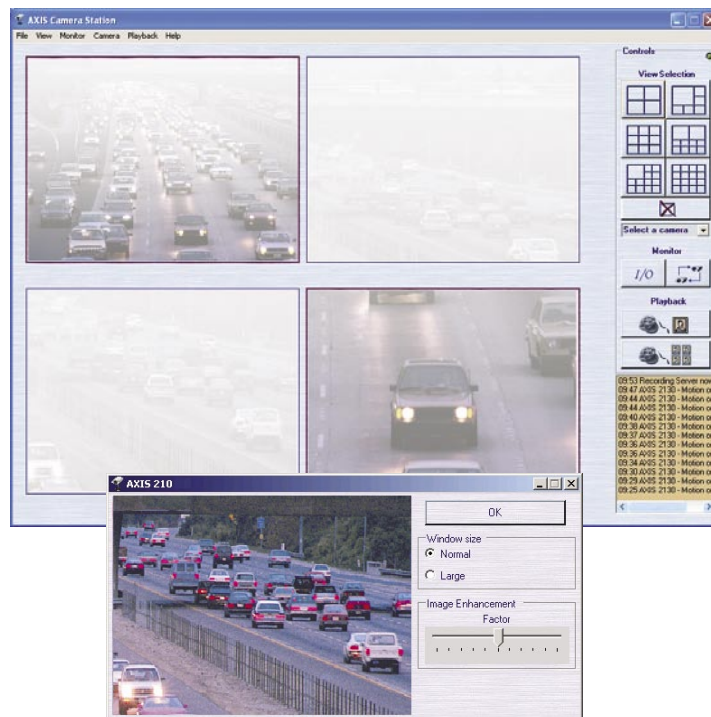 AXIS Camera Station
File View Monitor Camera Playback Help
Controls
View Selection
Select a camera
Monitor
I/O
Playback
09:53 Recording Server now
09:47 AXIS 2130 - Motion o
09:44 AXIS 2130 - Motion o
09:44 AXIS 2130 - Motion o
09:40 AXIS 2130 - Motion o
09:38 AXIS 2130 - Motion o
09:37 AXIS 2130 - Motion o
09:36 AXIS 2130 - Motion o
09:36 AXIS 2130 - Motion o
09:34 AXIS 2130 - Motion o
09:30 AXIS 2130 - Motion o
09:29 AXIS 2130 - Motion o
09:25 AXIS 2130 - Motion o
AXIS 210
OK
Window size
Normal
Large
Image Enhancement
Factor